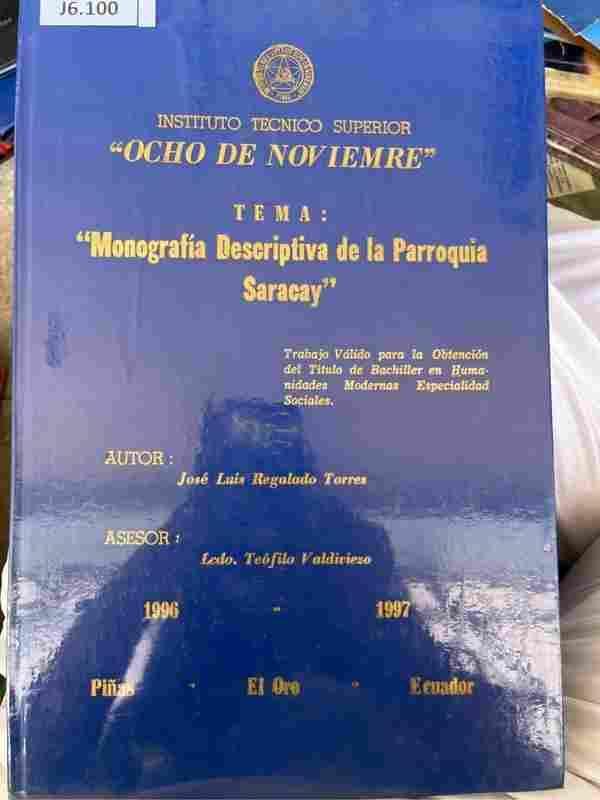 J6.100
INSTITUTO TECNICO SUPERIOR
"OCHO DE NOVIEMRE"
TEMA:
"Monografía Descriptiva de la Parroquia
Saracay"
Trabajo Válido para la Obtención
del Título de Bachiller en Huma-
nidades Modernas Especialidad
Sociales.
AUTOR:
José Luis Regalado Torres
ASESOR:
Lcdo. Teófilo Valdiviezo
1996 - 1997
Piñas - El Oro - Ecuador